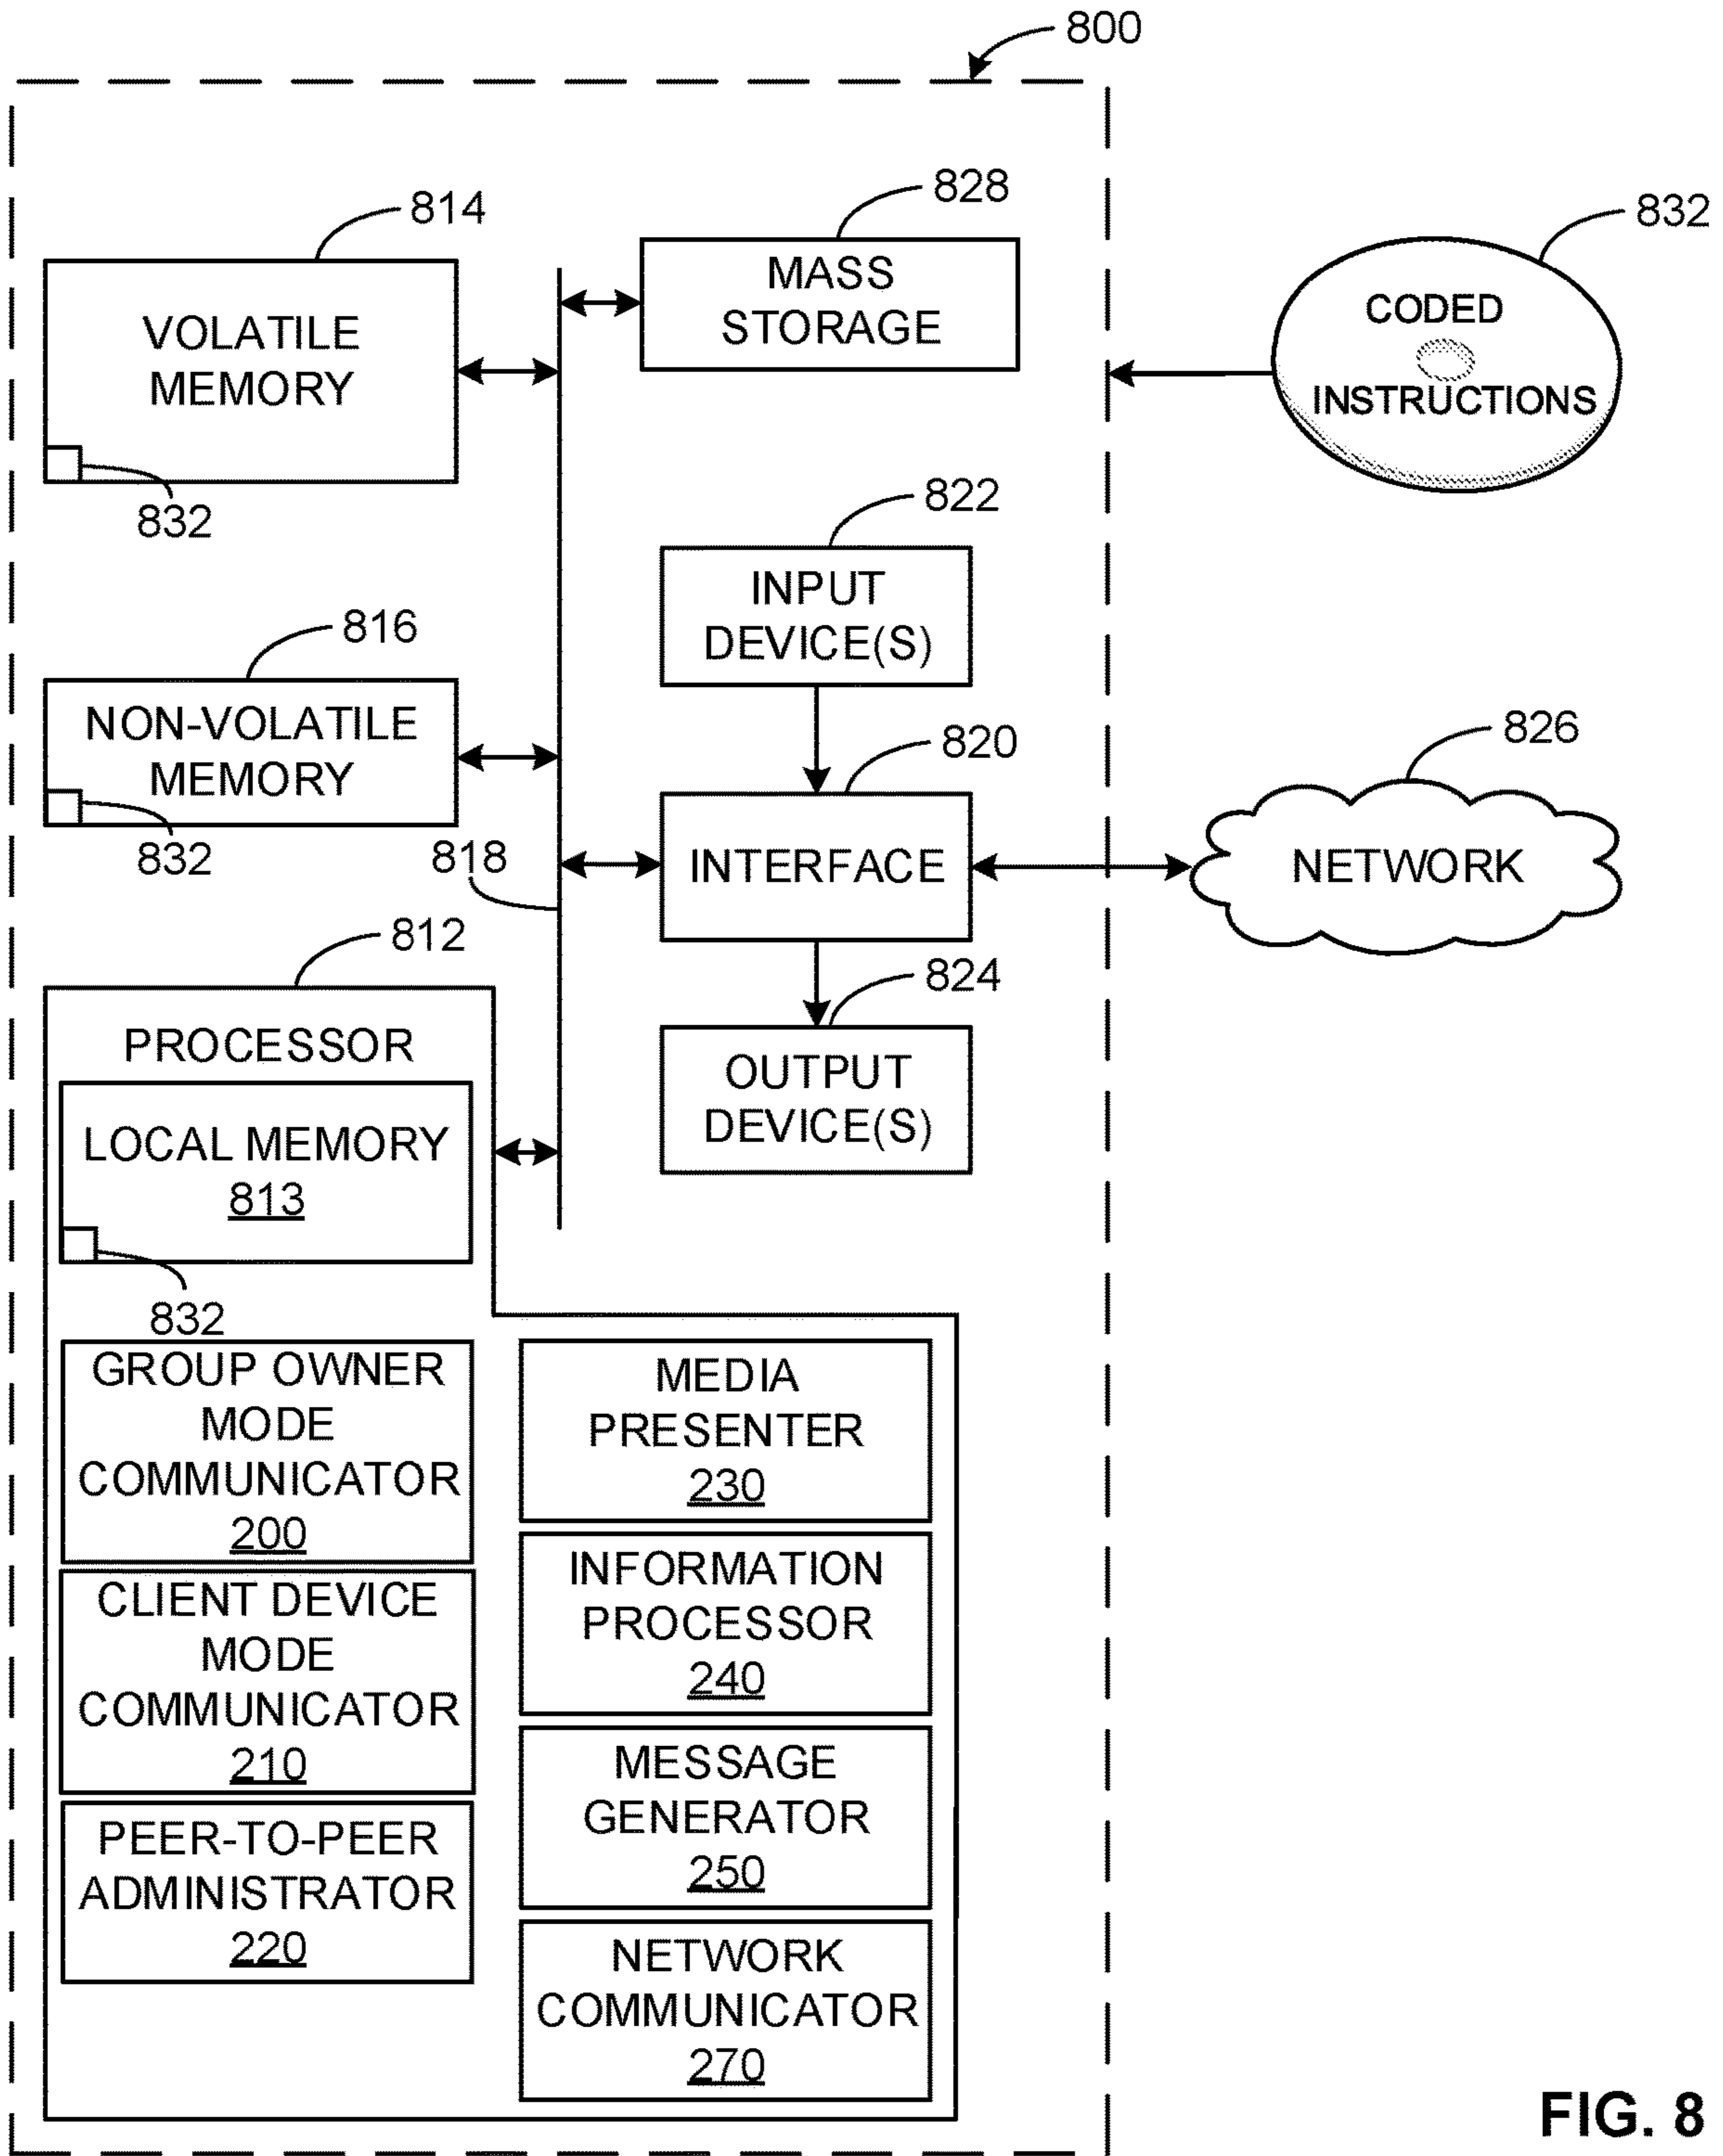 800
828
814
832
MASS
STORAGE
VOLATILE
MEMORY
CODED
INSTRUCTIONS
832
822
INPUT
DEVICE(S)
816
NON-VOLATILE
MEMORY
832
820
826
818
INTERFACE
NETWORK
812
824
PROCESSOR
OUTPUT
DEVICE(S)
LOCAL MEMORY
813
832
GROUP OWNER
MODE
COMMUNICATOR
200
CLIENT DEVICE
MODE
COMMUNICATOR
210
PEER-TO-PEER
ADMINISTRATOR
220
MEDIA
PRESENTER
230
INFORMATION
PROCESSOR
240
MESSAGE
GENERATOR
250
NETWORK
COMMUNICATOR
270
FIG. 8